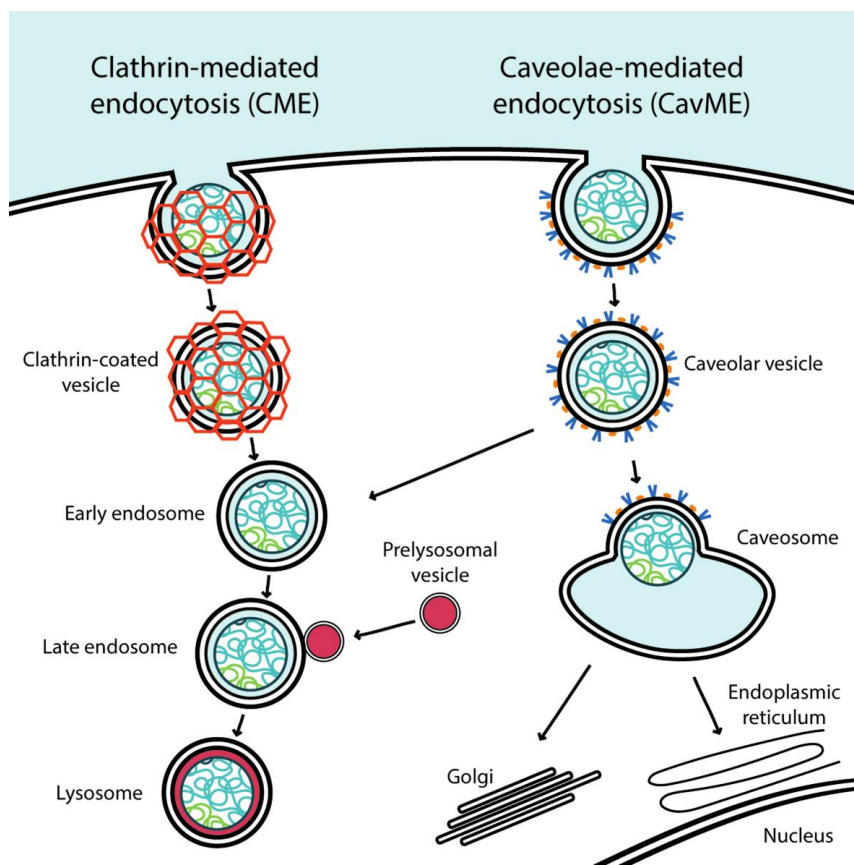 Clathrin-mediated
endocytosis (CME)
Caveolae-mediated
endocytosis (CavME)
Clathrin-coated
vesicle
Caveolar vesicle
Early endosome
Prelysosomal
vesicle
Caveosome
Late endosome
Endoplasmic
reticulum
Lysosome
Golgi
Nucleus